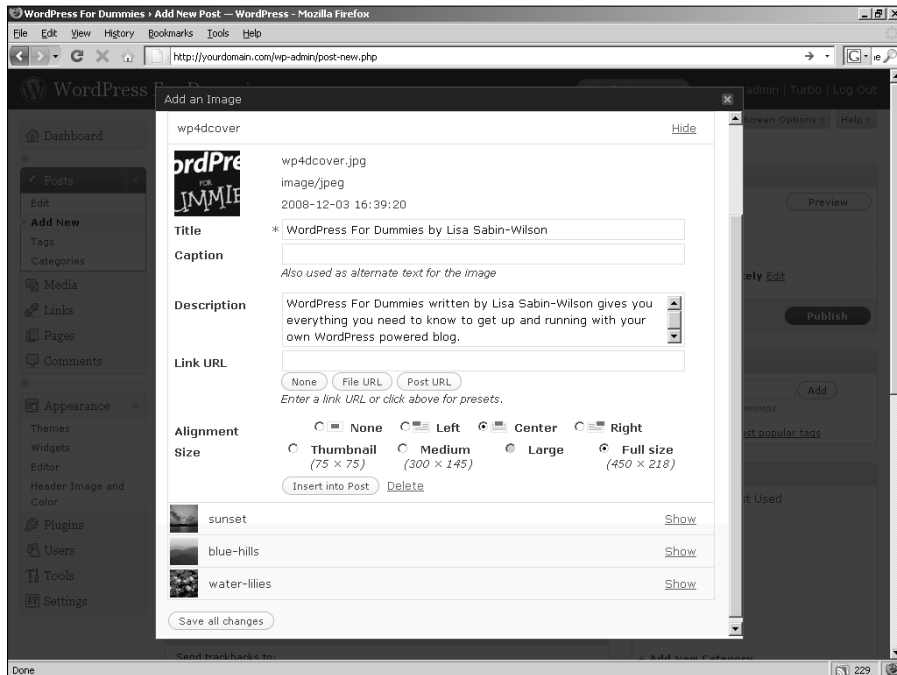 WordPress For Dummies › Add New Post — WordPress - Mozilla Firefox
File Edit View History Bookmarks Tools Help
http://yourdomain.com/wp-admin/post-new.php
WordPress
admin | Turbo | Log Out
Add an Image
Screen Options Help
wp4dcover Hide
Dashboard
ordPre
FOR
UMMIE
wp4dcover.jpg
image/jpeg
2008-12-03 16:39:20
Posts
Edit
Add New
Tags
Categories
Media
Links
Pages
Comments
Preview
Title * WordPress For Dummies by Lisa Sabin-Wilson
Caption
Also used as alternate text for the image
Edit
Publish
Description WordPress For Dummies written by Lisa Sabin-Wilson gives you
everything you need to know to get up and running with your
own WordPress powered blog.
Link URL
None File URL Post URL
Enter a link URL or click above for presets.
Add
Appearance
Themes
Widgets
Editor
Header Image and
Color
Plugins
Users
Tools
Settings
Alignment None Left Center Right
Size Thumbnail Medium Large Full size
(75 × 75) (300 × 145) (450 × 218)
Insert into Post Delete
popular tags
sunset Show
Used
blue-hills Show
water-lilies Show
Save all changes
Send trackbacks to:
+ Add New Category
Done 229